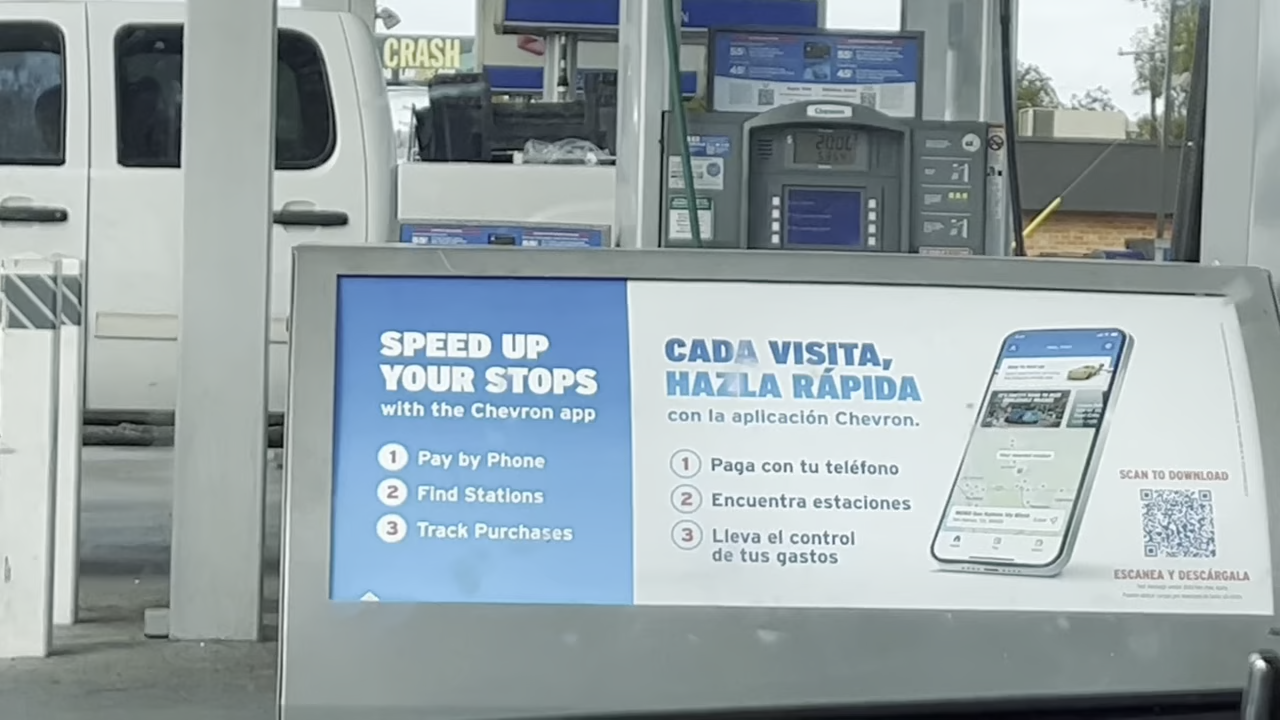 CRASH
Chevron
SPEED UP
YOUR STOPS
with the Chevron app
1 Pay by Phone
2 Find Stations
3 Track Purchases
CADA VISITA,
HAZLA RÁPIDA
con la aplicación Chevron.
1 Paga con tu teléfono
2 Encuentra estaciones
3 Lleva el control
de tus gastos
SCAN TO DOWNLOAD
ESCANEA Y DESCÁRGALA